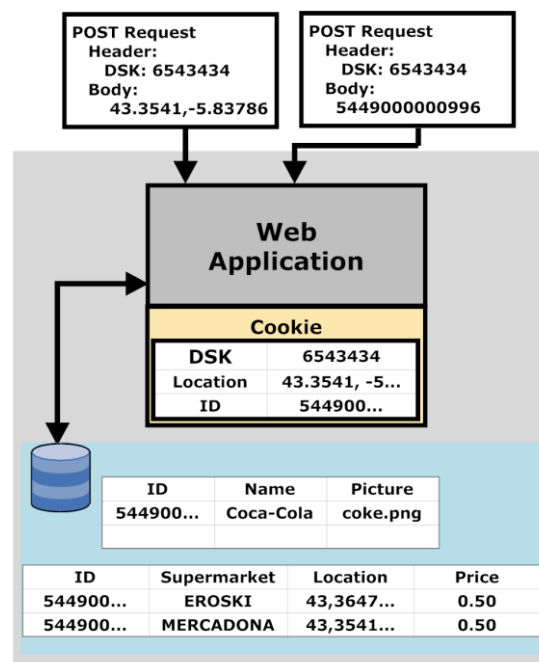 POST Request
Header:
DSK: 6543434
Body:
43.3541,-5.83786
POST Request
Header:
DSK: 6543434
Body:
5449000000996
Web
Application
Cookie
DSK 6543434
Location 43.3541, -5...
ID 544900...
ID Name Picture
544900... Coca-Cola coke.png
ID Supermarket Location Price
544900... EROSKI 43,3647... 0.50
544900... MERCADONA 43,3541... 0.50